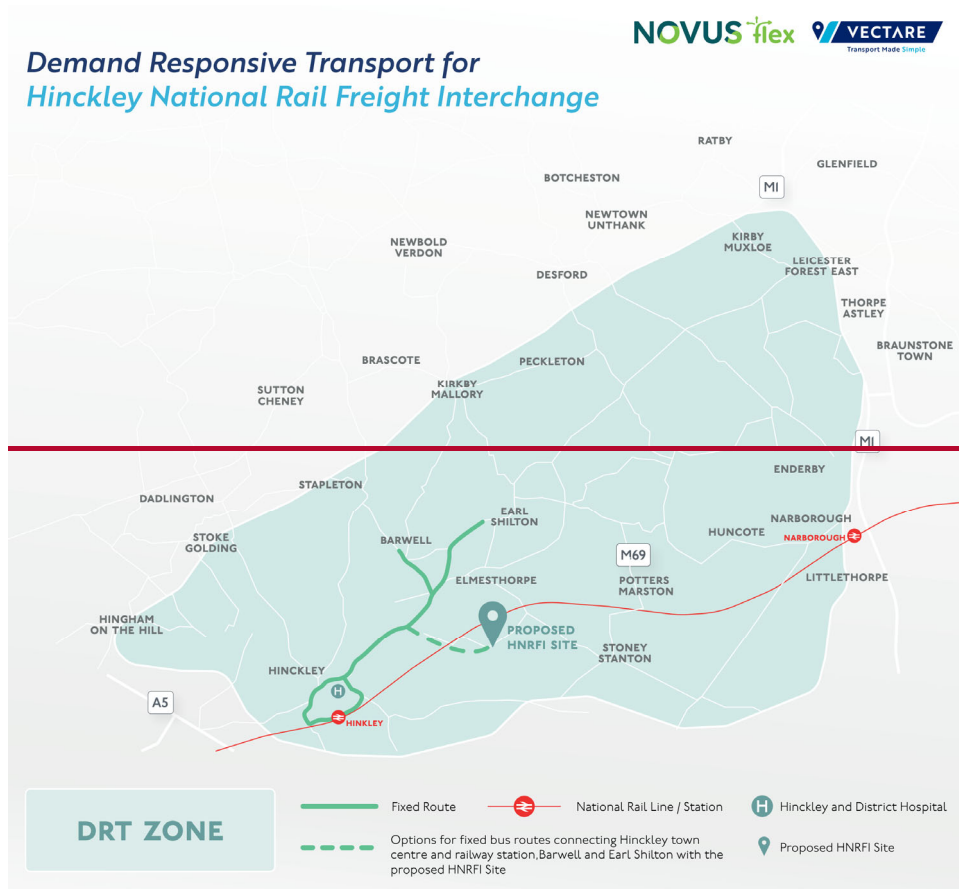 NOVUS flex
VECTARE
Transport Made Simple
Demand Responsive Transport for
Hinckley National Rail Freight Interchange
RATBY
GLENFIELD
BOTCHESTON
M1
NEWTOWN
UNTHANK
KIRBY
MUXLOE
NEWBOLD
VERDON
LEICESTER
FOREST EAST
DESFORD
THORPE
ASTLEY
BRAUNSTONE
TOWN
BRASCOTE
PECKLETON
SUTTON
CHENEY
KIRKBY
MALLORY
M1
ENDERBY
STAPLETON
DADLINGTON
EARL
SHILTON
NARBOROUGH
STOKE
GOLDING
BARWELL
HUNCOTE
NARBOROUGH
M69
ELMESTHORPE
POTTERS
MARSTON
LITTLETHORPE
HINGHAM
ON THE HILL
PROPOSED
HNRFI SITE
STONEY
STANTON
HINCKLEY
H
A5
HINKLEY
DRT ZONE
Fixed Route
National Rail Line / Station
H
Hinckley and District Hospital
Options for fixed bus routes connecting Hinckley town
centre and railway station,Barwell and Earl Shilton with the
proposed HNRFI Site
Proposed HNRFI Site